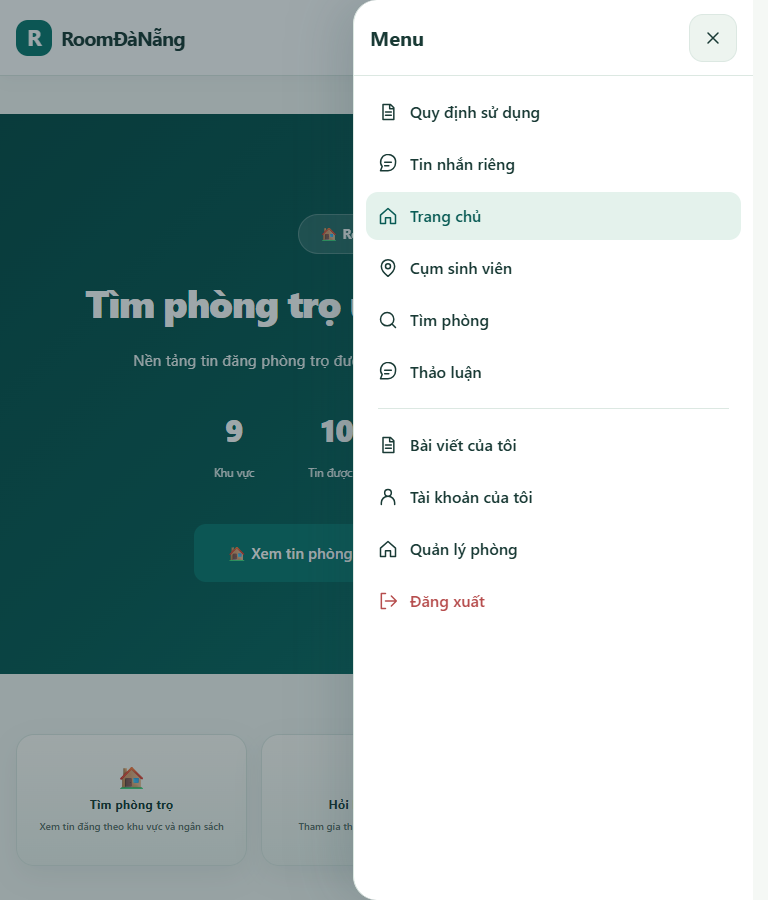 R RoomĐàNẵng
Menu
Quy định sử dụng
Tin nhắn riêng
Trang chủ
Cụm sinh viên
Tìm phòng
Thảo luận
Bài viết của tôi
Tài khoản của tôi
Quản lý phòng
Đăng xuất
Tìm phòng trọ
Nền tảng tin đăng phòng trọ
9
10
Khu vực
Tin được
Xem tin phòng
Tìm phòng trọ
Xem tin đăng theo khu vực và ngân sách
Hỏi
Tham gia